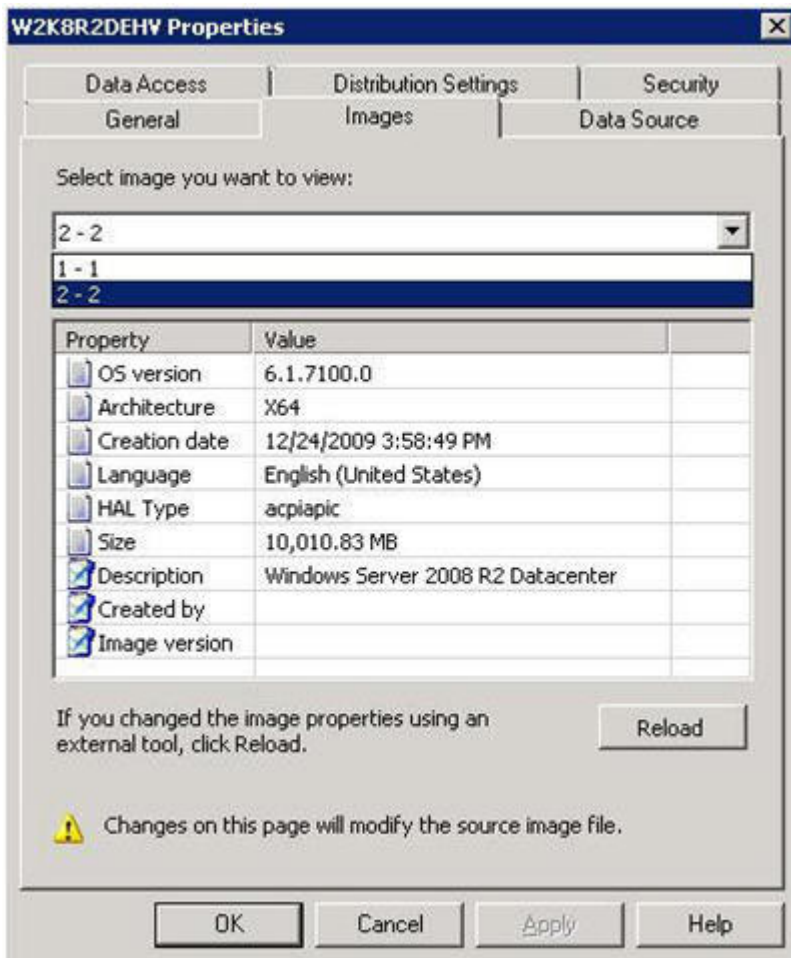 W2K8R2DEHV Properties
Data Access Distribution Settings Security
General Images Data Source
Select image you want to view:
2 - 2
1 - 1
2 - 2
Property Value
OS version 6.1.7100.0
Architecture X64
Creation date 12/24/2009 3:58:49 PM
Language English (United States)
HAL Type acpiapic
Size 10,010.83 MB
Description Windows Server 2008 R2 Datacenter
Created by
Image version
If you changed the image properties using an
external tool, click Reload.
Reload
Changes on this page will modify the source image file.
OK Cancel Apply Help